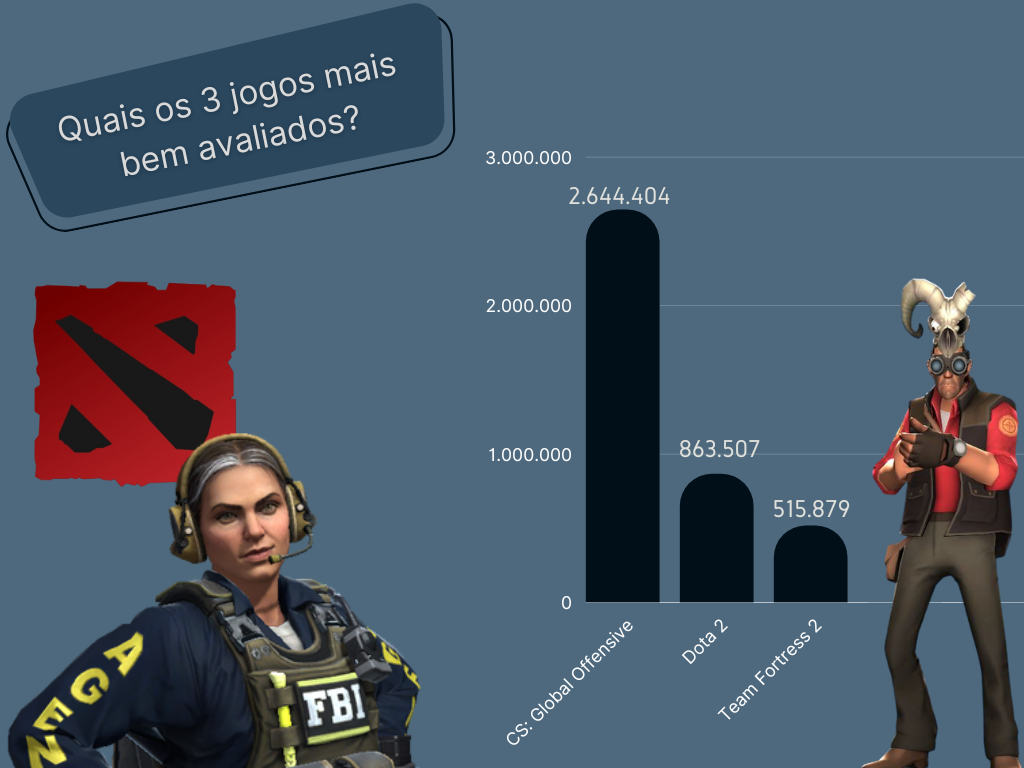 Quais os 3 jogos mais
bem avaliados?
3.000.000
2.644.404
2.000.000
863.507
1.000.000
515.879
0
CS: Global Offensive
Dota 2
Team Fortress 2
AGEN
FBI